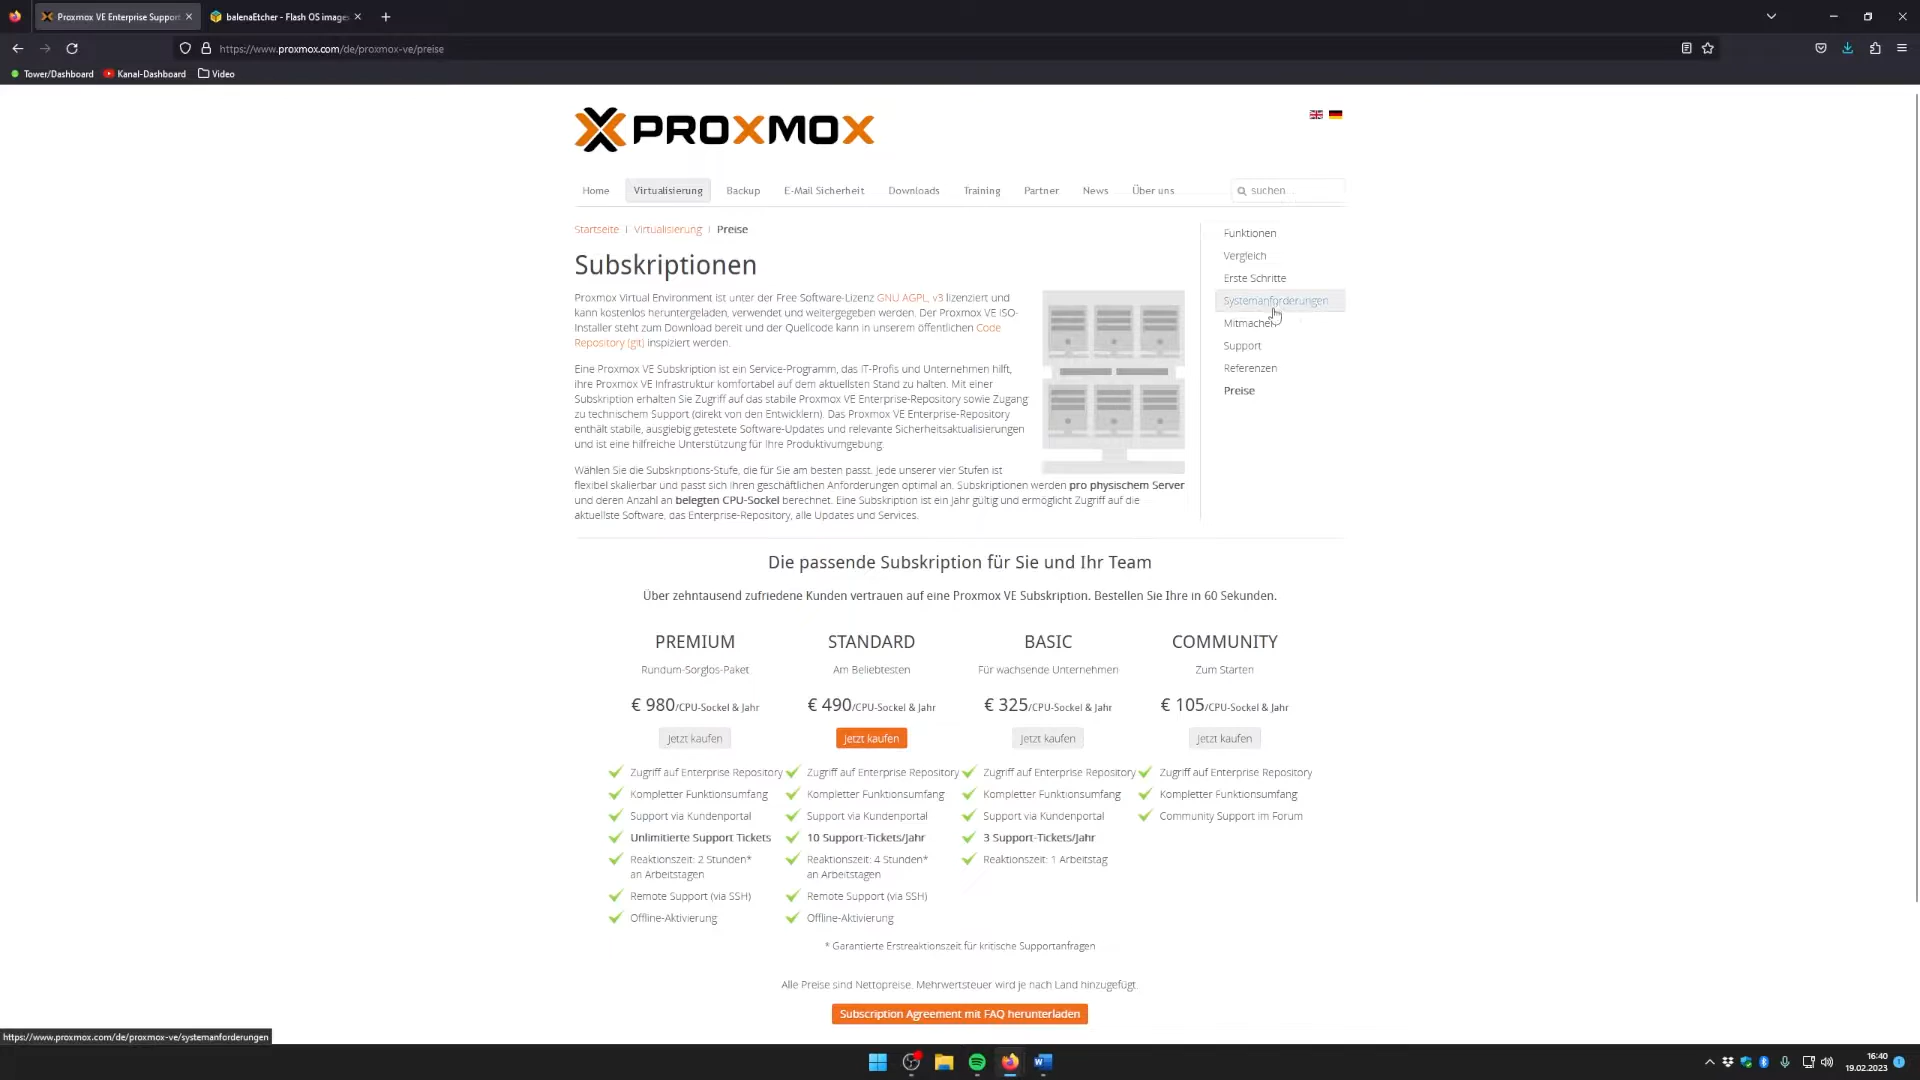 Proxmox VE Enterprise Support
balenaEtcher - Flash OS images
https://www.proxmox.com/de/proxmox-ve/preise
Tower/Dashboard
Kanal-Dashboard
Video
PROXMOX
Home
Virtualisierung
Backup
E-Mail Sicherheit
Downloads
Training
Partner
News
Über uns
suchen...
Startseite | Virtualisierung | Preise
Subskriptionen
Proxmox Virtual Environment ist unter der Free Software-Lizenz GNU AGPL, v3 lizenziert und
kann kostenlos heruntergeladen, verwendet und weitergegeben werden. Der Proxmox VE ISO-
Installer steht zum Download bereit und der Quellcode kann in unserem öffentlichen Code
Repository (git) inspiziert werden.
Eine Proxmox VE Subskription ist ein Service-Programm, das IT-Profis und Unternehmen hilft,
ihre Proxmox VE Infrastruktur komfortabel auf dem aktuellsten Stand zu halten. Mit einer
Subskription erhalten Sie Zugriff auf das stabile Proxmox VE Enterprise-Repository sowie Zugang
zu technischem Support (direkt von den Entwicklern). Das Proxmox VE Enterprise-Repository
enthält stabile, ausgiebig getestete Software-Updates und relevante Sicherheitsaktualisierungen
und ist eine hilfreiche Unterstützung für Ihre Produktivumgebung.
Wählen Sie die Subskriptions-Stufe, die für Sie am besten passt. Jede unserer vier Stufen ist
flexibel skalierbar und passt sich Ihren geschäftlichen Anforderungen optimal an. Subskriptionen werden pro physischem Server
und deren Anzahl an belegten CPU-Sockel berechnet. Eine Subskription ist ein Jahr gültig und ermöglicht Zugriff auf die
aktuellste Software, das Enterprise-Repository, alle Updates und Services.
Funktionen
Vergleich
Erste Schritte
Systemanforderungen
Mitmachen
Support
Referenzen
Preise
Die passende Subskription für Sie und Ihr Team
Über zehntausend zufriedene Kunden vertrauen auf eine Proxmox VE Subskription. Bestellen Sie Ihre in 60 Sekunden.
PREMIUM
Rundum-Sorglos-Paket
€ 980/CPU-Sockel & Jahr
Jetzt kaufen
Zugriff auf Enterprise Repository
Kompletter Funktionsumfang
Support via Kundenportal
Unlimitierte Support Tickets
Reaktionszeit: 2 Stunden*
an Arbeitstagen
Remote Support (via SSH)
Offline-Aktivierung
STANDARD
Am Beliebtesten
€ 490/CPU-Sockel & Jahr
Jetzt kaufen
Zugriff auf Enterprise Repository
Kompletter Funktionsumfang
Support via Kundenportal
10 Support-Tickets/Jahr
Reaktionszeit: 4 Stunden*
an Arbeitstagen
Remote Support (via SSH)
Offline-Aktivierung
BASIC
Für wachsende Unternehmen
€ 325/CPU-Sockel & Jahr
Jetzt kaufen
Zugriff auf Enterprise Repository
Kompletter Funktionsumfang
Support via Kundenportal
3 Support-Tickets/Jahr
Reaktionszeit: 1 Arbeitstag
COMMUNITY
Zum Starten
€ 105/CPU-Sockel & Jahr
Jetzt kaufen
Zugriff auf Enterprise Repository
Kompletter Funktionsumfang
Community Support im Forum
* Garantierte Erstreaktionszeit für kritische Supportanfragen
Alle Preise sind Nettopreise. Mehrwertsteuer wird je nach Land hinzugefügt.
Subscription Agreement mit FAQ herunterladen
https://www.proxmox.com/de/proxmox-ve/systemanforderungen
16:40
19.02.2023